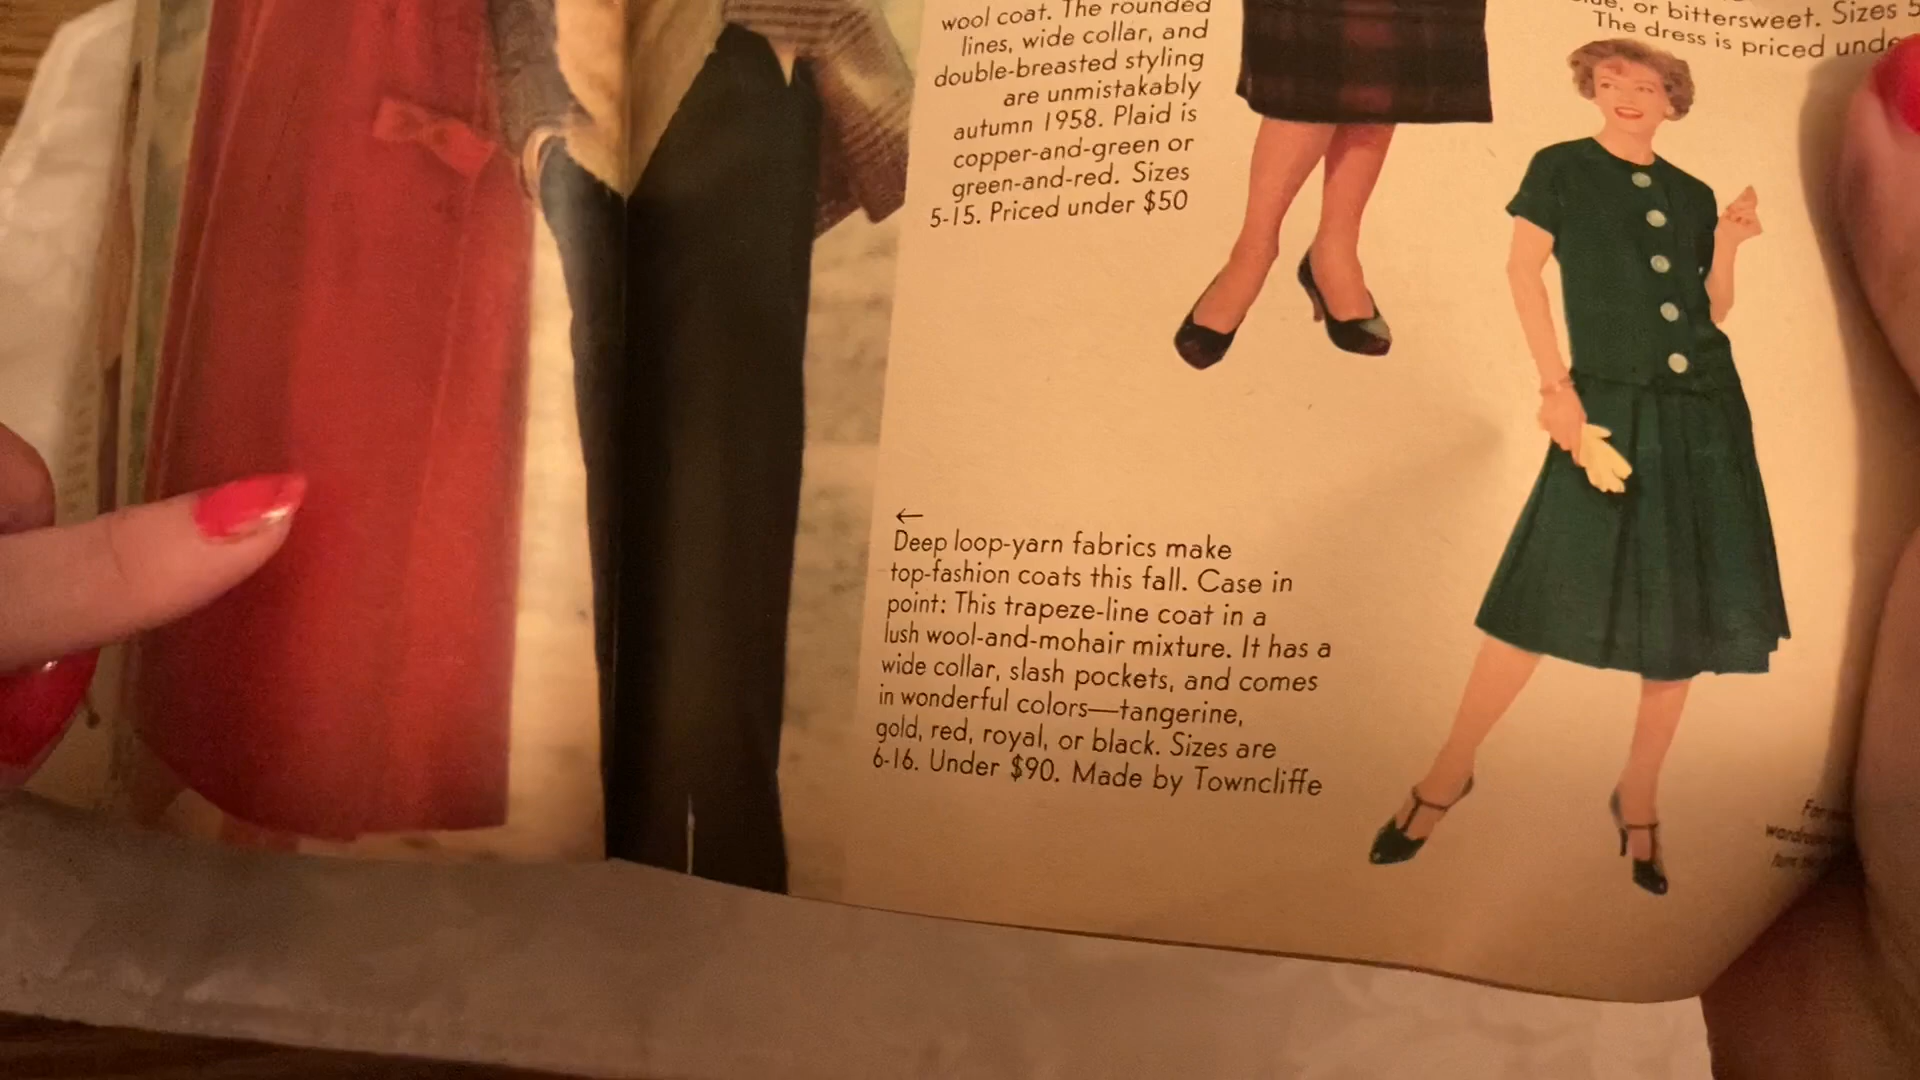 wool coat. The rounded
lines, wide collar, and
double-breasted styling
are unmistakably
autumn 1958. Plaid is
copper-and-green or
green-and-red. Sizes
5-15. Priced under $50
or bittersweet. Sizes 5
The dress is priced
←
Deep loop-yarn fabrics make
top-fashion coats this fall. Case in
point: This trapeze-line coat in a
lush wool-and-mohair mixture. It has a
wide collar, slash pockets, and comes
in wonderful colors—tangerine,
gold, red, royal, or black. Sizes are
6-16. Under $90. Made by Towncliffe